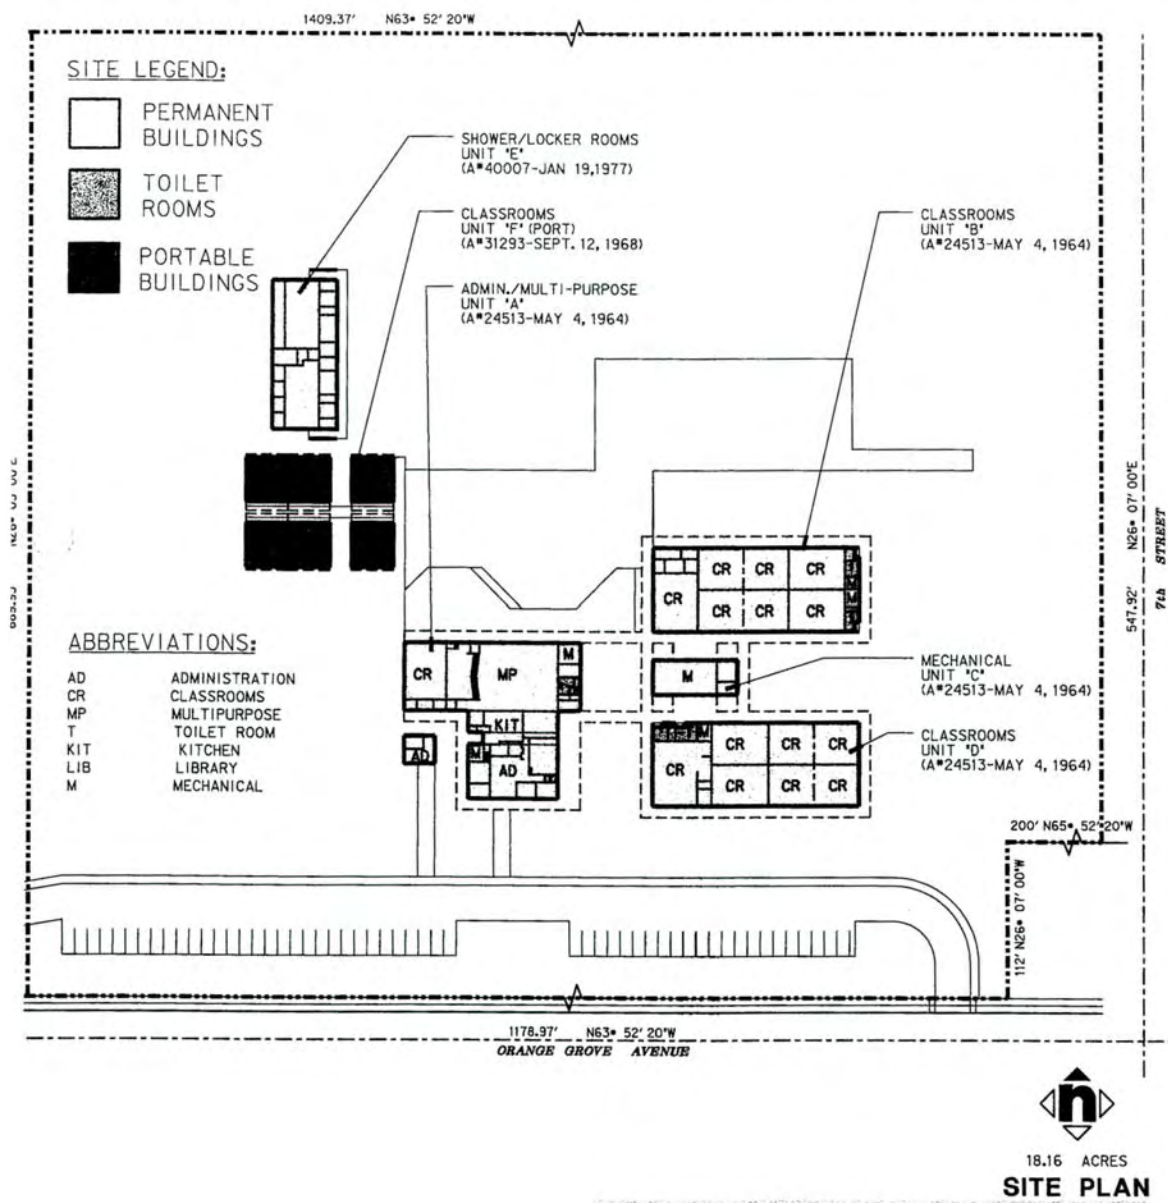 1409.37' N63• 52' 20"W
SITE LEGEND:
PERMANENT
BUILDINGS
TOILET
ROOMS
PORTABLE
BUILDINGS
SHOWER/LOCKER ROOMS
UNIT "E"
(A#40007-JAN 19,1977)
CLASSROOMS
UNIT "F" (PORT)
(A#31293-SEPT. 12, 1968)
ADMIN./MULTI-PURPOSE
UNIT "A"
(A#24513-MAY 4, 1964)
CLASSROOMS
UNIT "B"
(A#24513-MAY 4, 1964)
547.92' N26• 07' 00"E
7th STREET
CR CR CR
CR CR CR CR
M
M
CR MP M
M
KIT
M AD
AD
M
CR CR CR
CR CR CR CR
MECHANICAL
UNIT "C"
(A#24513-MAY 4, 1964)
CLASSROOMS
UNIT "D"
(A#24513-MAY 4, 1964)
ABBREVIATIONS:
AD ADMINISTRATION
CR CLASSROOMS
MP MULTIPURPOSE
T TOILET ROOM
KIT KITCHEN
LIB LIBRARY
M MECHANICAL
200' N65• 52' 20"W
112' N26• 07' 00"W
1178.97' N63• 52' 20"W
ORANGE GROVE AVENUE
n
18.16 ACRES
SITE PLAN